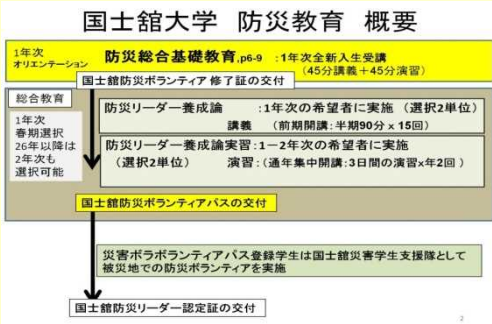 国士舘大学 防災教育 概要
1年次
オリエンテーション
防災総合基礎教育,p6-9 :1年次全新入生受講
(45分講義+45分演習)
国士舘防災ボランティア 修了証の交付
総合教育
1年次
春期選択
26年以降は
2年次も
選択可能
防災リーダー養成論 :1年次の希望者に実施 (選択2単位)
講義 (前期開講:半期90分x15回)
防災リーダー養成論実習:1-2年次の希望者に実施
(選択2単位) 演習:(通年集中開講:3日間の演習x年2回)
国士舘防災ボランティアパスの交付
災害ボラボランティアパス登録学生は国士舘災害学生支援隊として
被災地での防災ボランティアを実施
国士舘防災リーダー認定証の交付
2